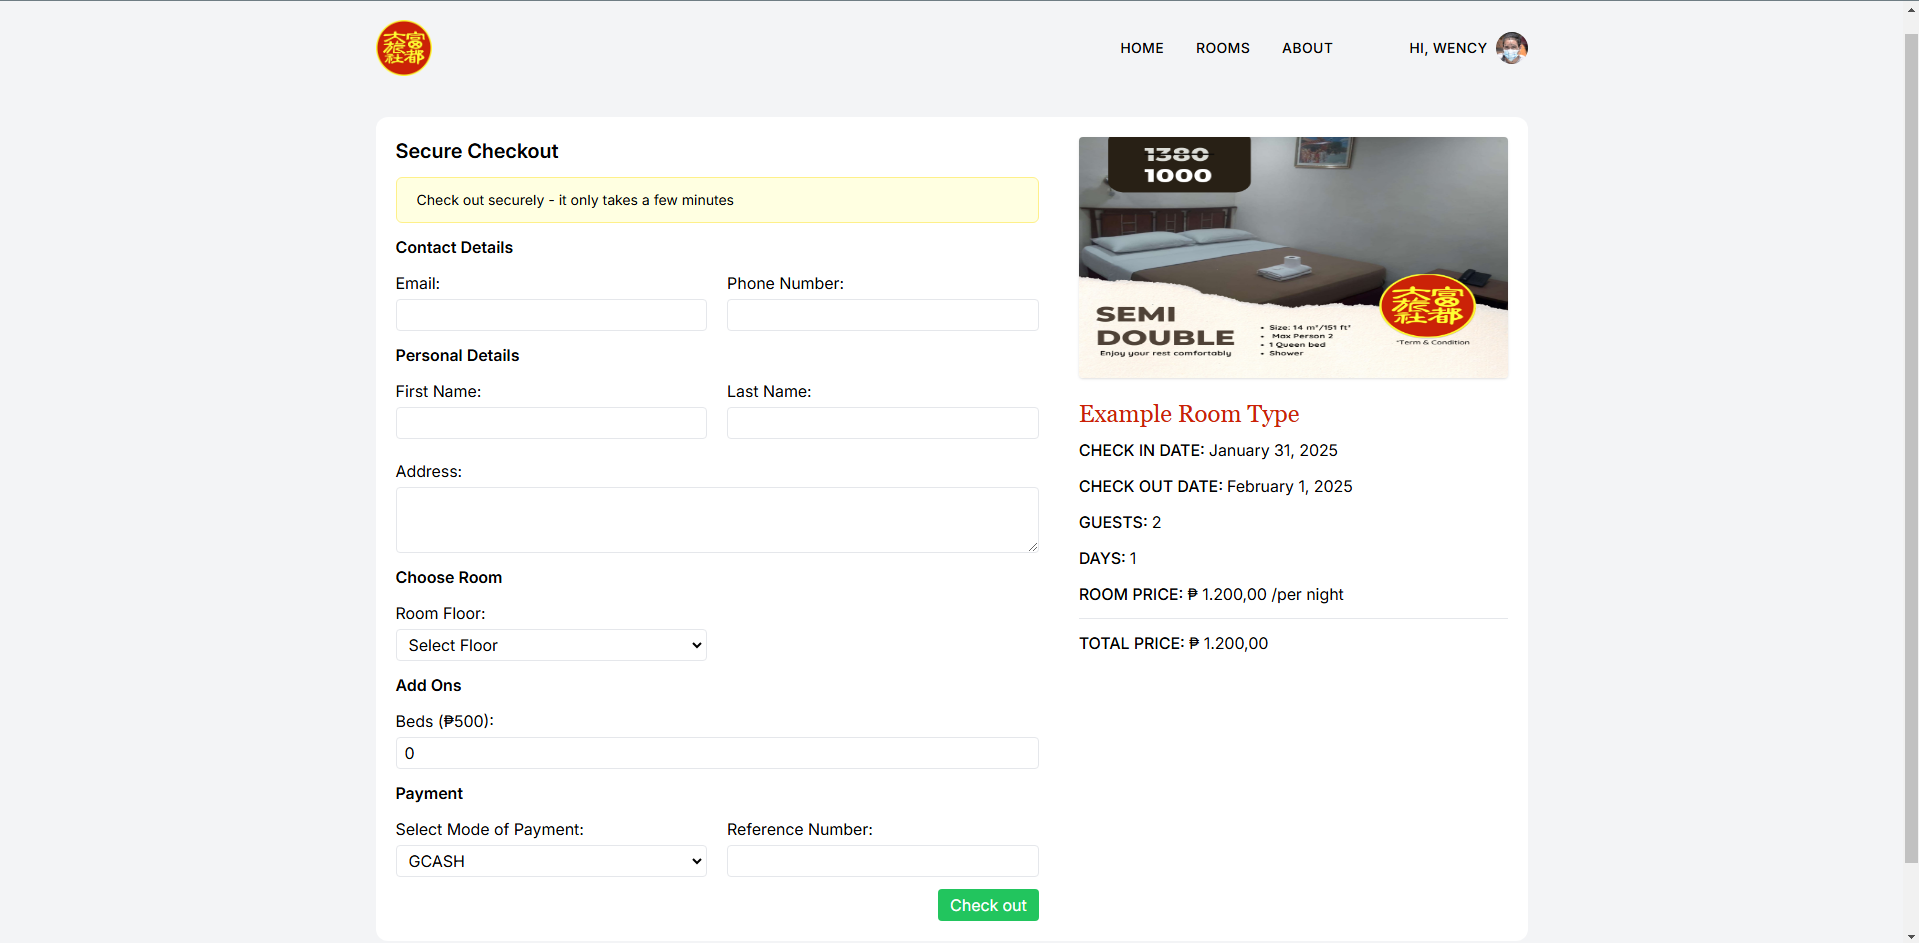 大富
旅都
社
HOME
ROOMS
ABOUT
HI, WENCY
Secure Checkout
Check out securely - it only takes a few minutes
Contact Details
Email:
Phone Number:
Personal Details
First Name:
Last Name:
Address:
Choose Room
Room Floor:
Select Floor
Add Ons
Beds (₱500):
0
Payment
Select Mode of Payment:
Reference Number:
GCASH
Check out
1380
1000
SEMI
DOUBLE
Enjoy your rest comfortably
• Size: 14 m²/151 ft²
• Max Person 2
• 1 Queen bed
• Shower
大富
旅都
社
*Term & Condition
Example Room Type
CHECK IN DATE: January 31, 2025
CHECK OUT DATE: February 1, 2025
GUESTS: 2
DAYS: 1
ROOM PRICE: ₱ 1.200,00 /per night
TOTAL PRICE: ₱ 1.200,00